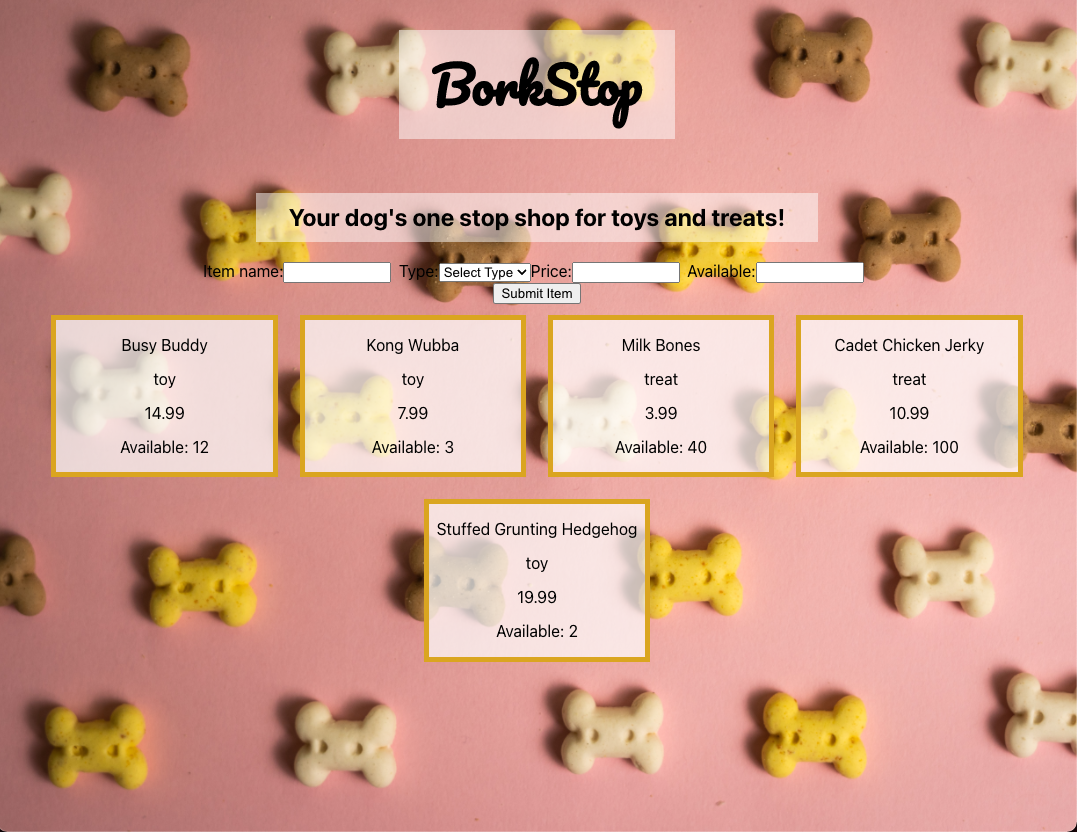 BorkStop
Your dog's one stop shop for toys and treats!
Item name: Type: Select Type Price: Available:
Submit Item
Busy Buddy
toy
14.99
Available: 12
Kong Wubba
toy
7.99
Available: 3
Milk Bones
treat
3.99
Available: 40
Cadet Chicken Jerky
treat
10.99
Available: 100
Stuffed Grunting Hedgehog
toy
19.99
Available: 2